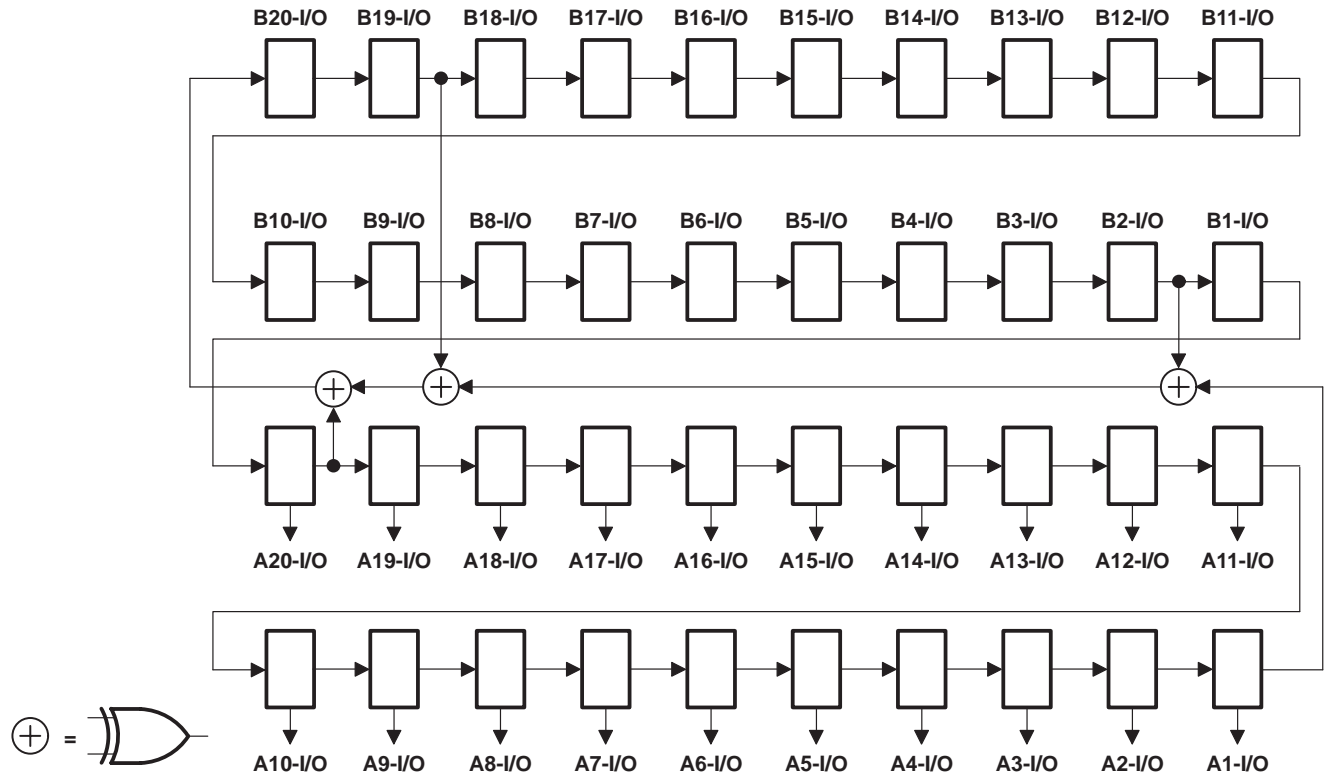 B20-I/O B19-I/O B18-I/O B17-I/O B16-I/O B15-I/O B14-I/O B13-I/O B12-I/O B11-I/O
B10-I/O B9-I/O B8-I/O B7-I/O B6-I/O B5-I/O B4-I/O B3-I/O B2-I/O B1-I/O
A20-I/O A19-I/O A18-I/O A17-I/O A16-I/O A15-I/O A14-I/O A13-I/O A12-I/O A11-I/O
=
A10-I/O A9-I/O A8-I/O A7-I/O A6-I/O A5-I/O A4-I/O A3-I/O A2-I/O A1-I/O